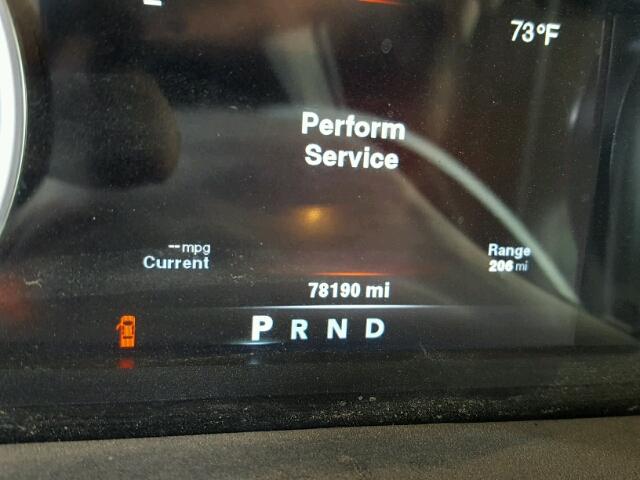 73°F
Perform
Service
--mpg
Current
Range
206 mi
78190 mi
P R N D